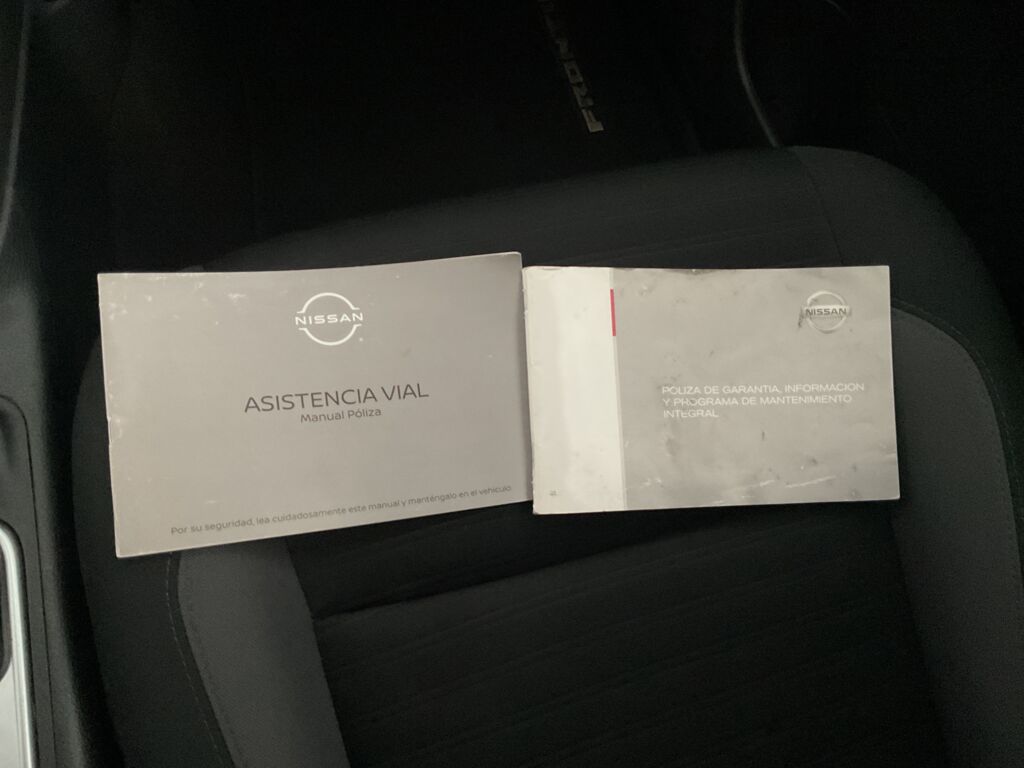 NISSAN
ASISTENCIA VIAL
Manual Póliza
Por su seguridad, lea cuidadosamente este manual y manténgalo en el vehículo.
NISSAN
POLIZA DE GARANTIA, INFORMACION
Y PROGRAMA DE MANTENIMIENTO
INTEGRAL